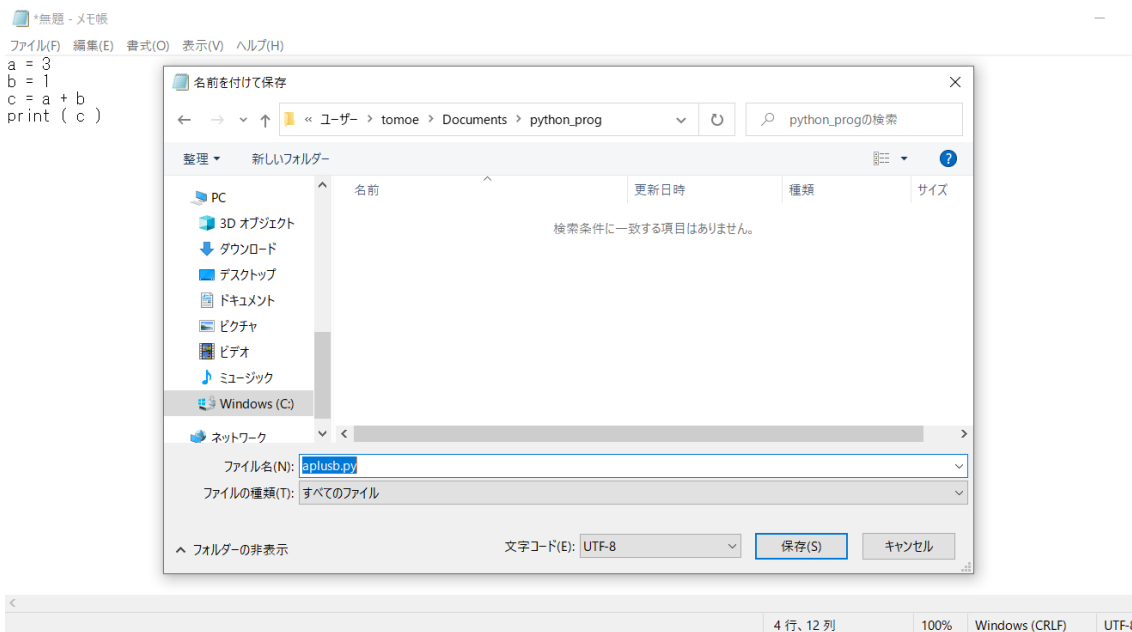 *無題 - メモ帳
ファイル(F) 編集(E) 書式(O) 表示(V) ヘルプ(H)
a = 3
b = 1
c = a + b
print ( c )
名前を付けて保存
« ユーザー > tomoe > Documents > python_prog
python_progの検索
整理 新しいフォルダー
名前 更新日時 種類 サイズ
検索条件に一致する項目はありません。
PC
3D オブジェクト
ダウンロード
デスクトップ
ドキュメント
ピクチャ
ビデオ
ミュージック
Windows (C:)
ネットワーク
ファイル名(N): aplusb.py
ファイルの種類(T): すべてのファイル
フォルダーの非表示
文字コード(E): UTF-8
保存(S) キャンセル
4 行、12 列 100% Windows (CRLF) UTF-8